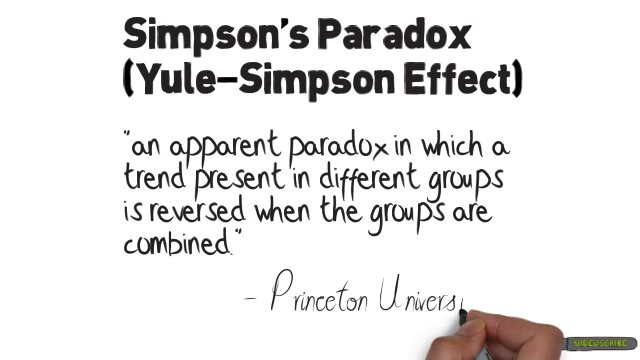 Simpson's Paradox
(Yule–Simpson Effect)
"an apparent paradox in which a
trend present in different groups
is reversed when the groups are
combined."
- Princeton Univers
VIDEOSCRIBE